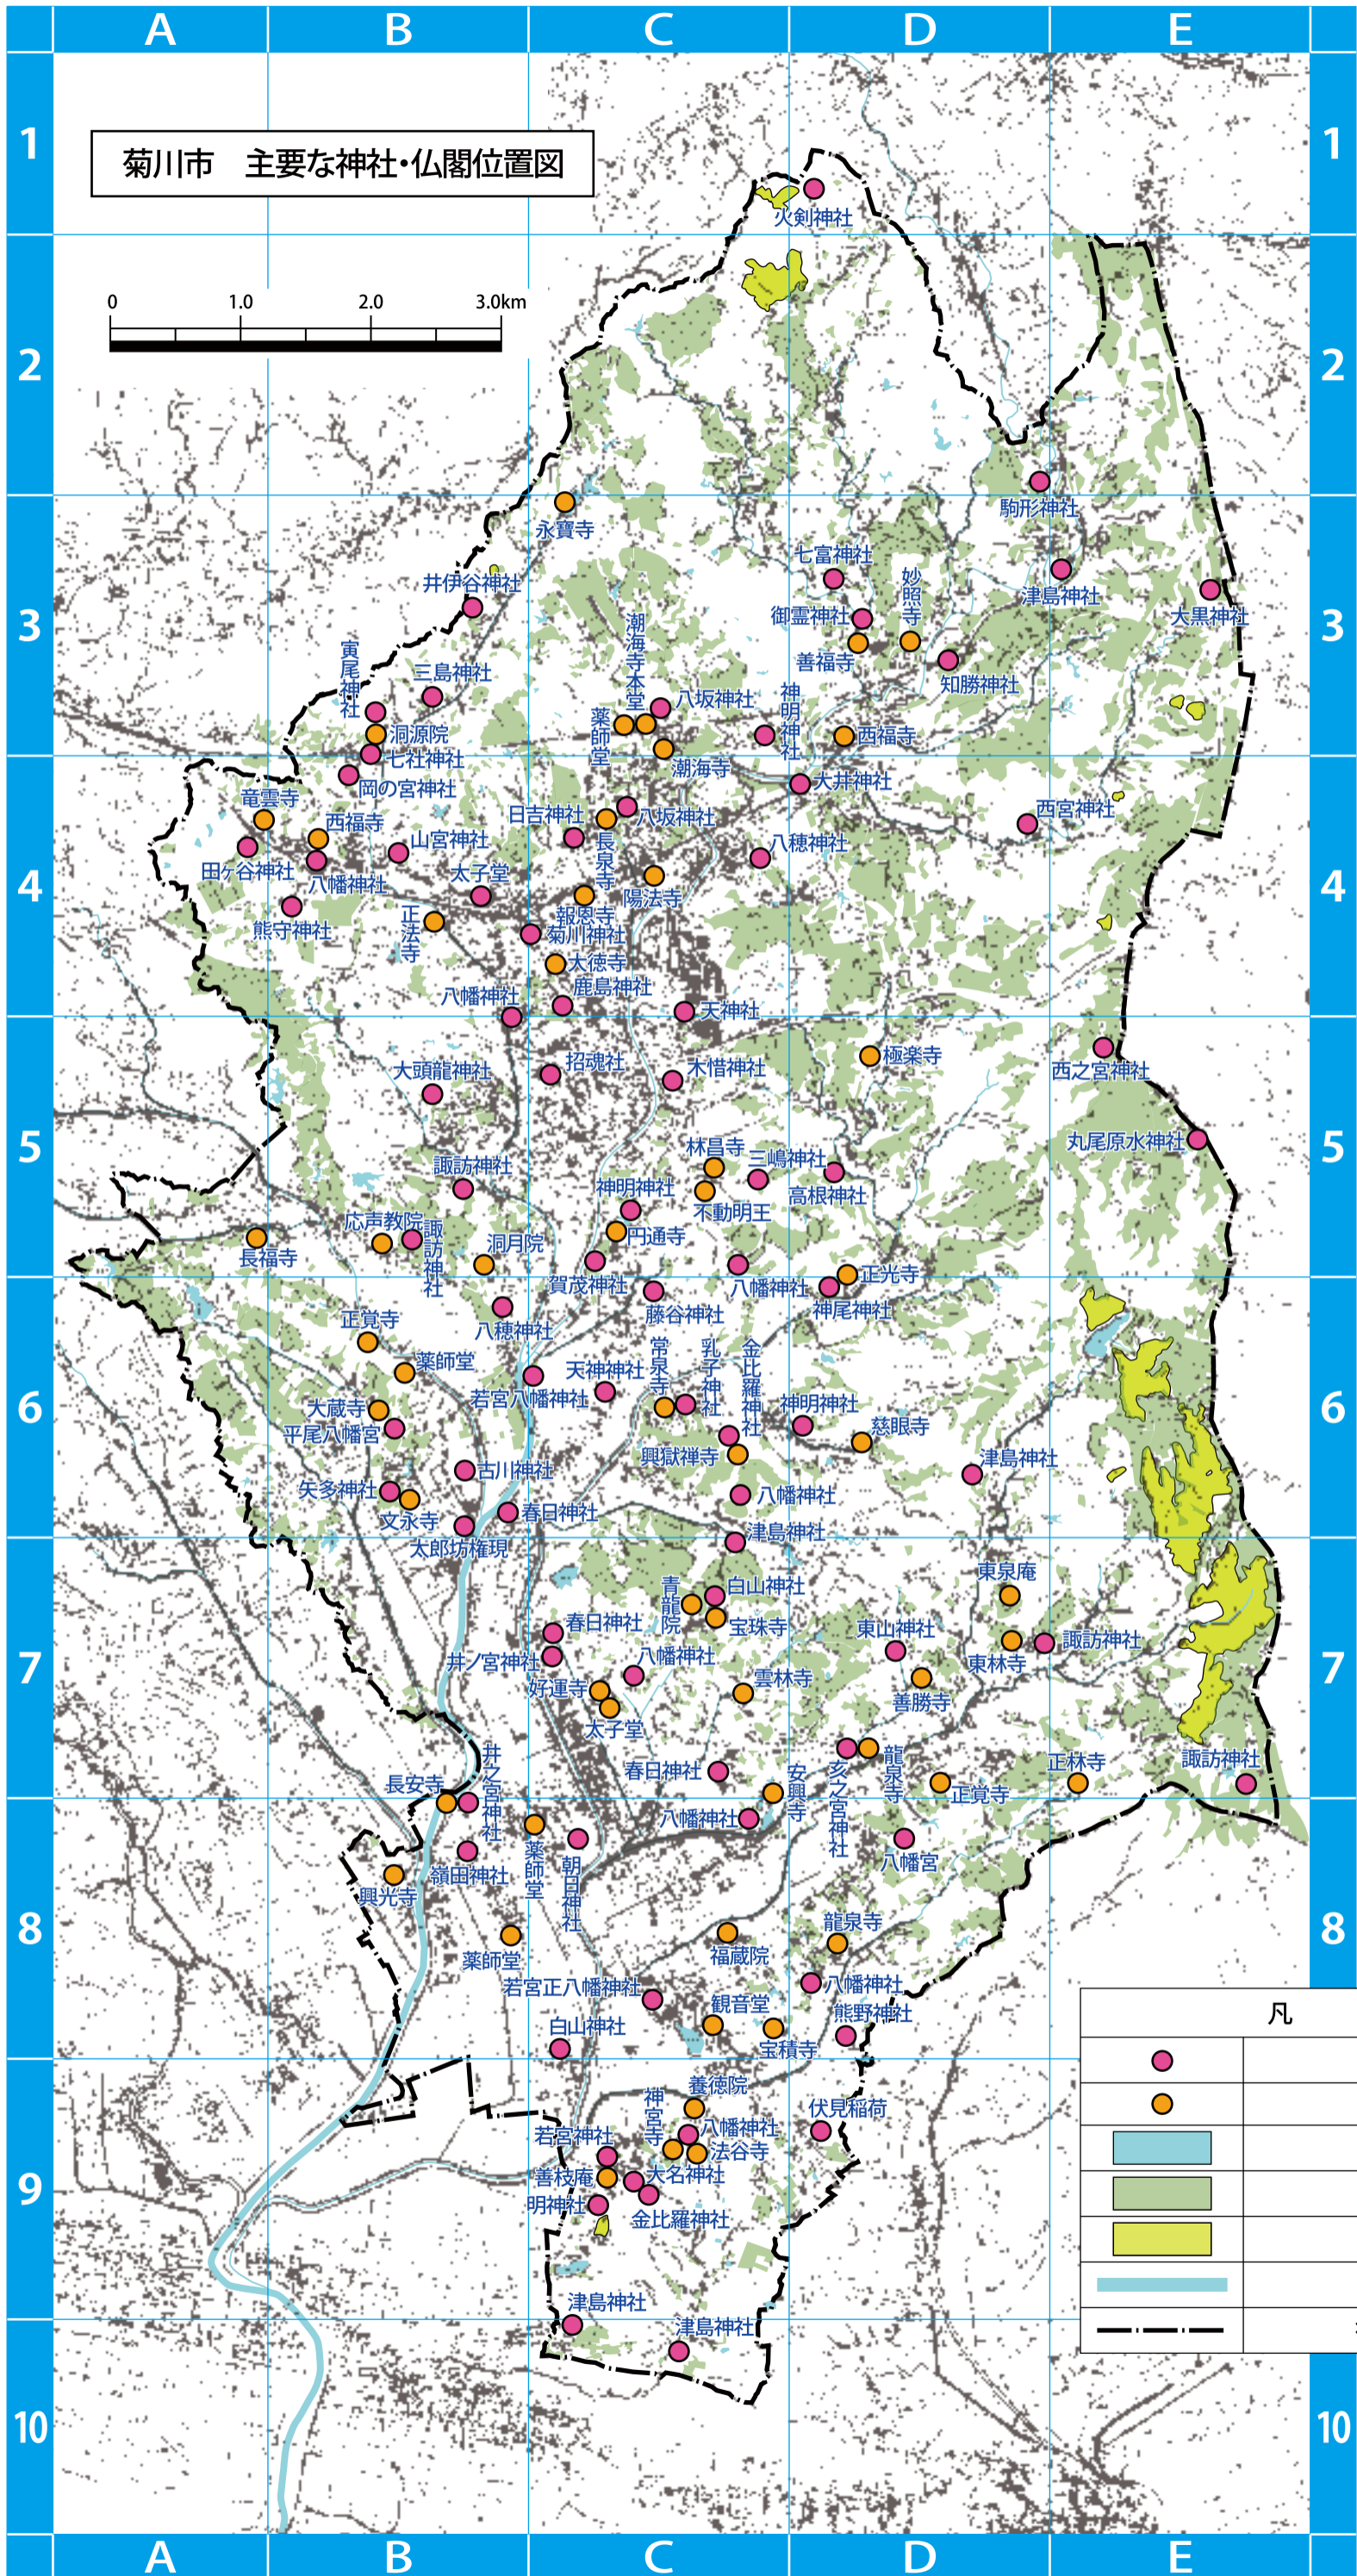 A B C D E
1 1
菊川市 主要な神社・仏閣位置図
火剣神社
0 1.0 2.0 3.0km
2 2
駒形神社
永寶寺
七富神社
妙照寺
津島神社
井伊谷神社
大黒神社
御霊神社
3 3
潮海寺本堂
善福寺
寅尾神社
三島神社
知勝神社
八坂神社
神明神社
薬師堂
洞源院
西福寺
七社神社
潮海寺
岡の宮神社
大井神社
竜雲寺
西福寺
日吉神社
八坂神社
西宮神社
山宮神社
長泉寺
八穂神社
田ヶ谷神社
八幡神社
太子堂
4 4
陽法寺
報恩寺
熊守神社
正法寺
菊川神社
大徳寺
鹿島神社
八幡神社
天神社
極楽寺
招魂社
木惜神社
大頭龍神社
西之宮神社
5 5
丸尾原水神社
林昌寺
三嶋神社
諏訪神社
神明神社
高根神社
不動明王
応声教院
諏訪神社
円通寺
洞月院
長福寺
賀茂神社
八幡神社
正光寺
神尾神社
藤谷神社
正覚寺
八穂神社
常泉寺
乳子神社
金比羅神社
薬師堂
天神神社
若宮八幡神社
6 6
大蔵寺
神明神社
平尾八幡宮
慈眼寺
興獄禅寺
津島神社
古川神社
矢多神社
八幡神社
文永寺
春日神社
太郎坊権現
津島神社
東泉庵
青龍院
白山神社
春日神社
宝珠寺
東山神社
諏訪神社
井ノ宮神社
八幡神社
東林寺
7 7
好運寺
雲林寺
善勝寺
太子堂
井之宮神社
春日神社
安興寺
亥之宮神社
龍泉寺
正林寺
諏訪神社
長安寺
正覚寺
八幡神社
薬師堂
朝日神社
八幡宮
嶺田神社
興光寺
8 8
龍泉寺
福蔵院
薬師堂
若宮正八幡神社
八幡神社
観音堂
熊野神社
凡
白山神社
宝積寺
養徳院
神宮寺
伏見稲荷
八幡神社
若宮神社
法谷寺
善枝庵
大名神社
9 9
明神社
金比羅神社
津島神社
津島神社
10 10
A B C D E